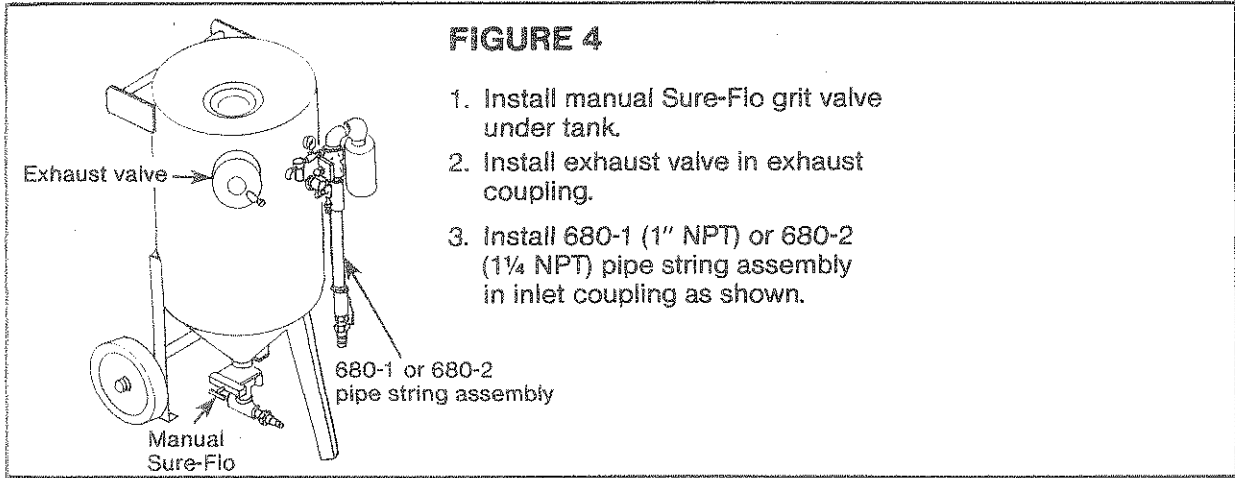 FIGURE 4
1. Install manual Sure-Flo grit valve
under tank.
2. Install exhaust valve in exhaust
coupling.
3. Install 680-1 (1" NPT) or 680-2
(1¼ NPT) pipe string assembly
in inlet coupling as shown.
Exhaust valve
680-1 or 680-2
pipe string assembly
Manual
Sure-Flo